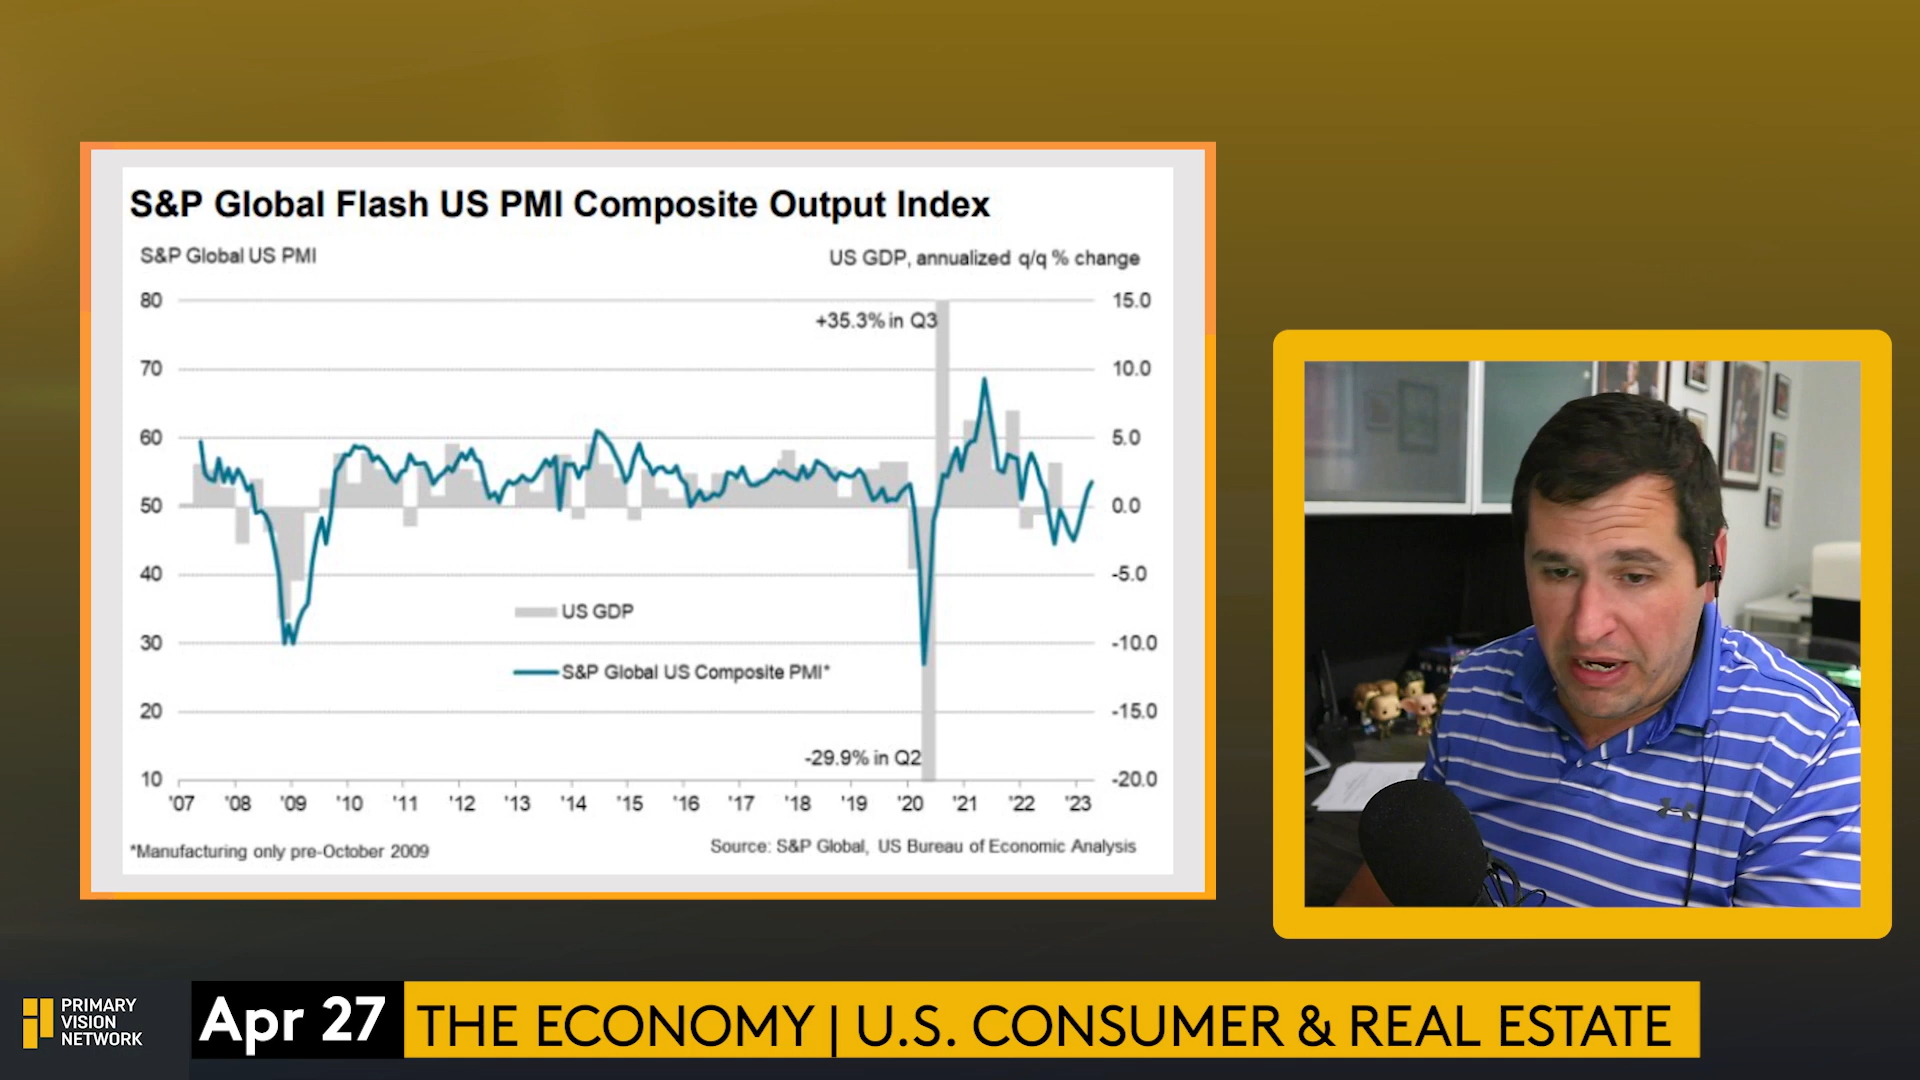 S&P Global Flash US PMI Composite Output Index
S&P Global US PMI
US GDP, annualized q/q % change
80
15.0
+35.3% in Q3
70
10.0
60
5.0
50
0.0
40
-5.0
US GDP
30
-10.0
S&P Global US Composite PMI*
20
-15.0
-29.9% in Q2
10
-20.0
'07 '08 '09 '10 '11 '12 '13 '14 '15 '16 '17 '18 '19 '20 '21 '22 '23
*Manufacturing only pre-October 2009
Source: S&P Global, US Bureau of Economic Analysis
PRIMARY
VISION
NETWORK
Apr 27
THE ECONOMY | U.S. CONSUMER & REAL ESTATE